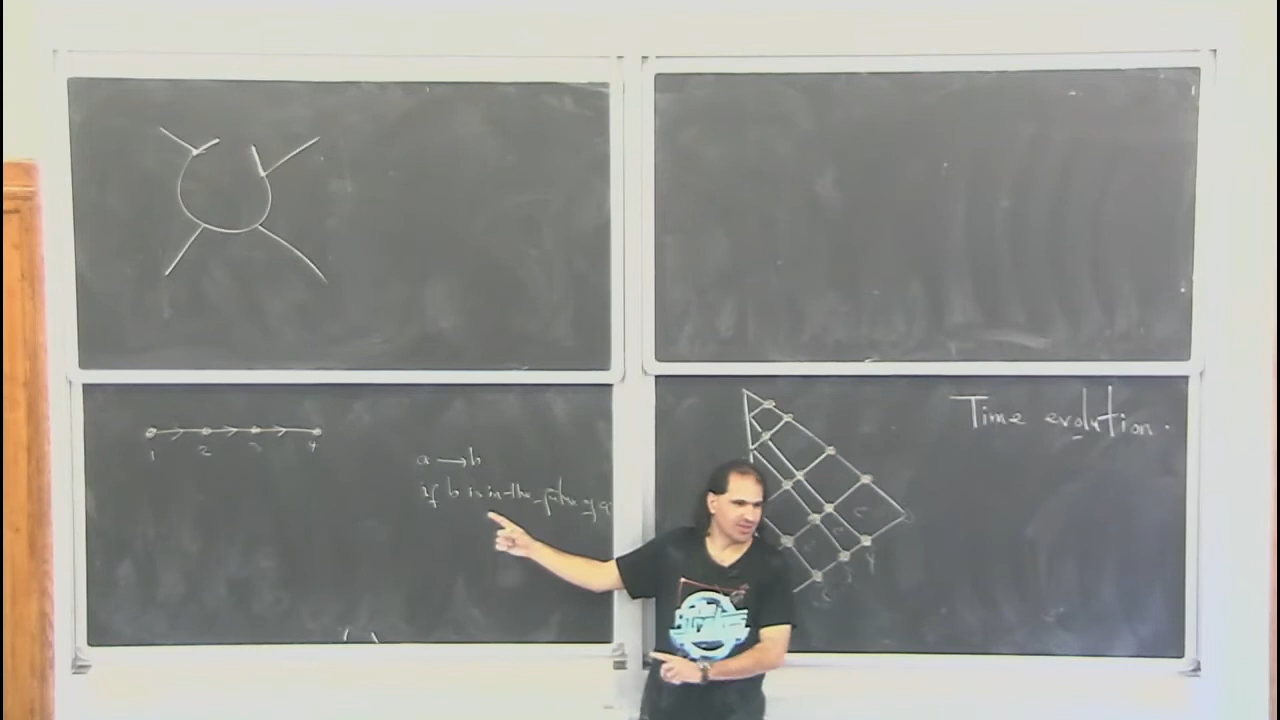 1 2 3 4
a → b
if b is in the future of a
Time evolution.